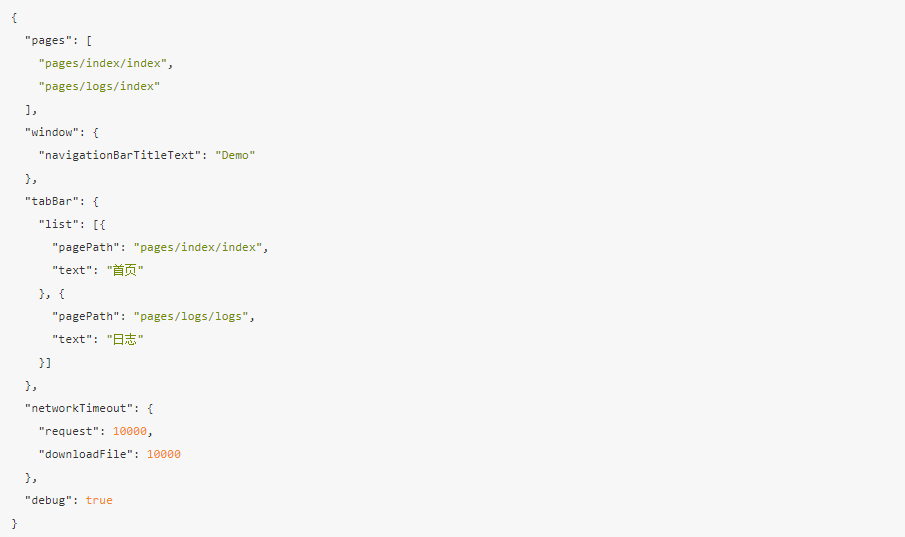 {
  "pages": [
    "pages/index/index",
    "pages/logs/index"
  ],
  "window": {
    "navigationBarTitleText": "Demo"
  },
  "tabBar": {
    "list": [{
      "pagePath": "pages/index/index",
      "text": "首页"
    }, {
      "pagePath": "pages/logs/logs",
      "text": "日志"
    }]
  },
  "networkTimeout": {
    "request": 10000,
    "downloadFile": 10000
  },
  "debug": true
}